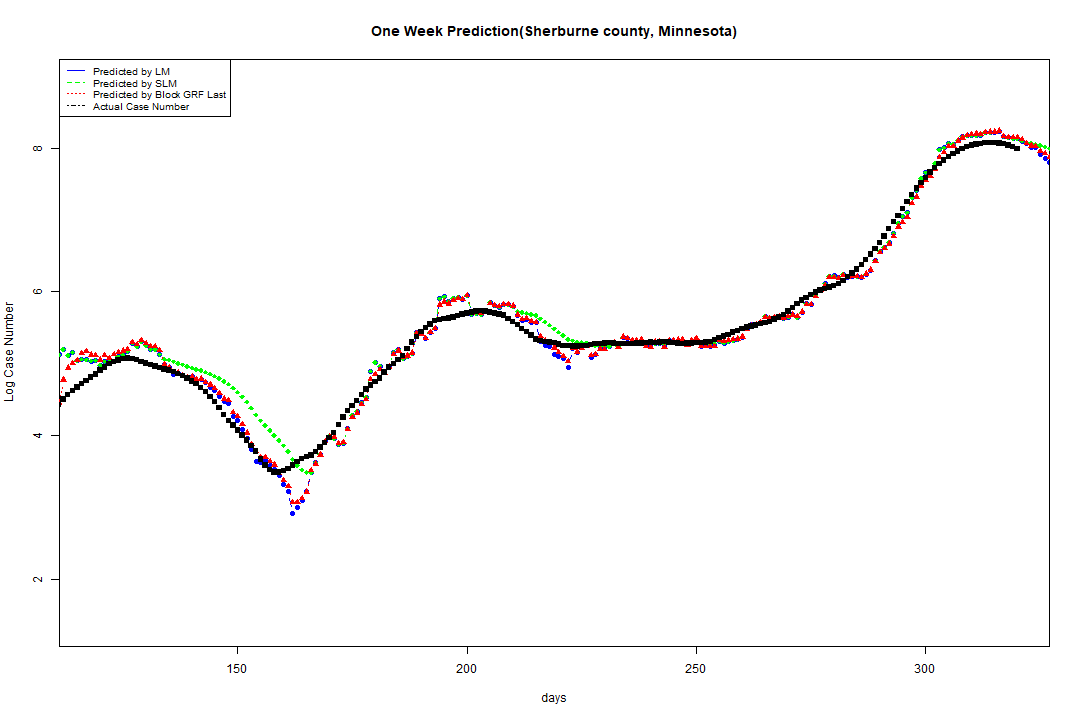 One Week Prediction(Sherburne county, Minnesota)
Predicted by LM
Predicted by SLM
Predicted by Block GRF Last
Actual Case Number
8
6
4
2
Log Case Number
150 200 250 300
days